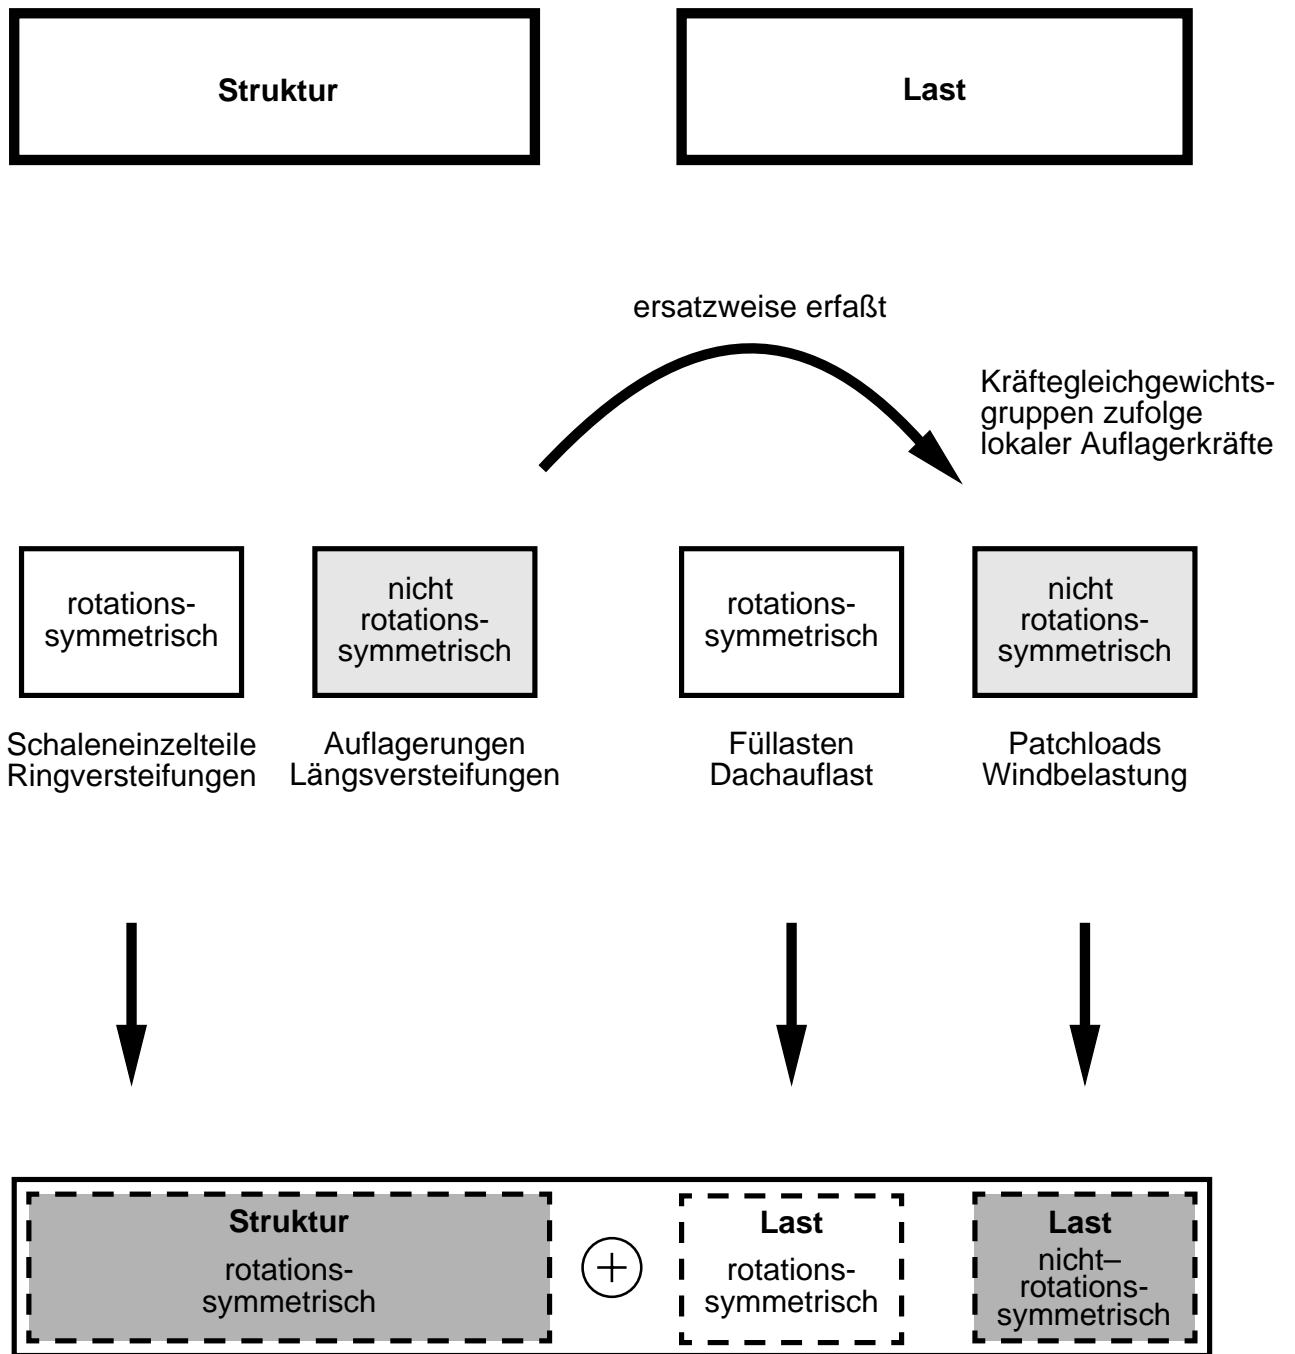 Struktur
Last
ersatzweise erfaßt
Kräftegleichgewichts-
gruppen zufolge
lokaler Auflagerkräfte
rotations-
symmetrisch
nicht
rotations-
symmetrisch
rotations-
symmetrisch
nicht
rotations-
symmetrisch
Schaleneinzelteile
Ringversteifungen
Auflagerungen
Längsversteifungen
Füllasten
Dachauflast
Patchloads
Windbelastung
Struktur
rotations-
symmetrisch
+
Last
rotations-
symmetrisch
Last
nicht–
rotations-
symmetrisch